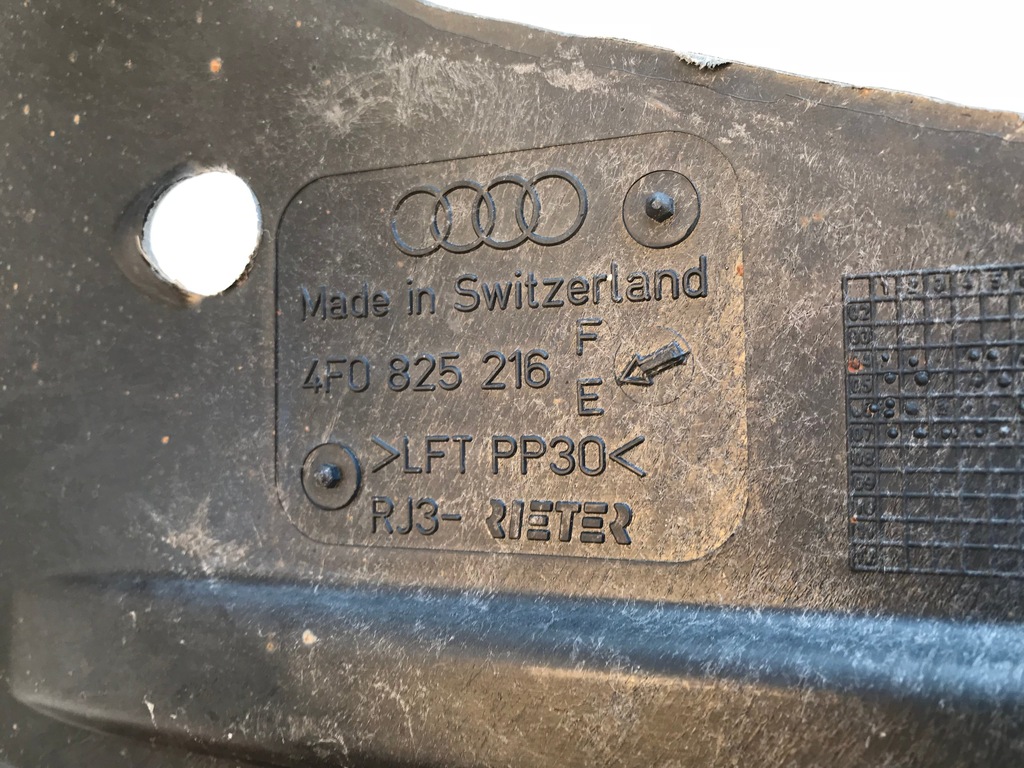 Made in Switzerland
4F0 825 216 F
E
>LFT PP30<
RJ3- RIETER